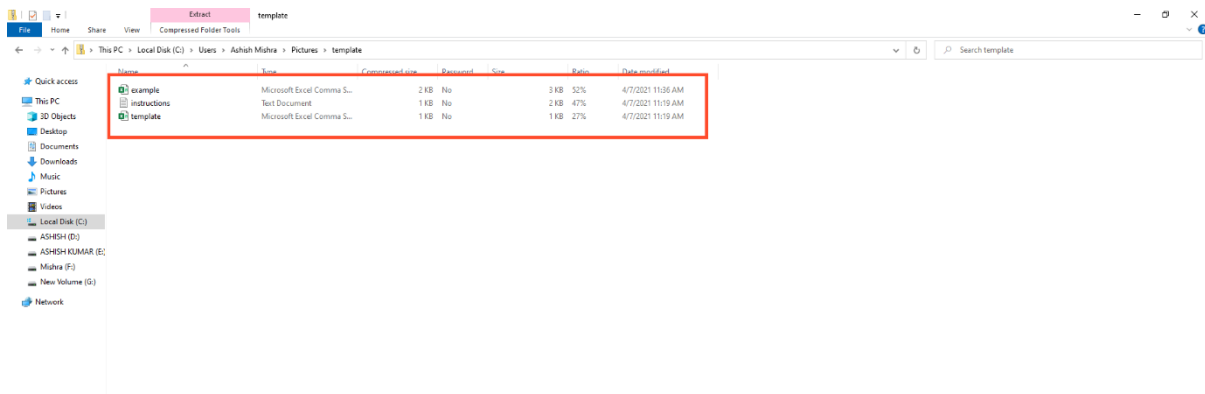 Extract template
File Home Share View Compressed Folder Tools
This PC › Local Disk (C:) › Users › Ashish Mishra › Pictures › template Search template
Name Type Compressed size Password Size Ratio Date modified
Quick access
This PC
3D Objects
Desktop
Documents
Downloads
Music
Pictures
Videos
Local Disk (C:)
ASHISH (D:)
ASHISH KUMAR (E:)
Mishra (F:)
New Volume (G:)
Network
example Microsoft Excel Comma S... 2 KB No 3 KB 52% 4/7/2021 11:36 AM
instructions Text Document 1 KB No 2 KB 47% 4/7/2021 11:19 AM
template Microsoft Excel Comma S... 1 KB No 1 KB 27% 4/7/2021 11:19 AM